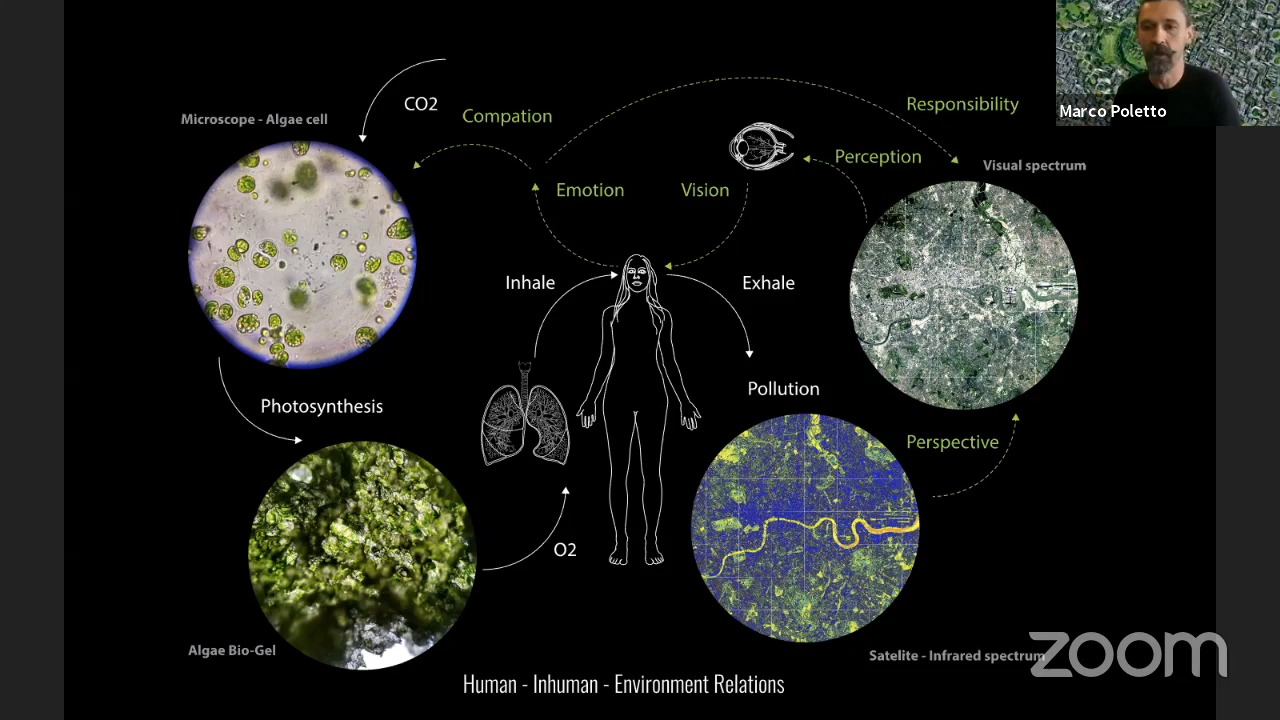 Marco Poletto
CO2
Compation
Responsibility
Microscope - Algae cell
Perception
Visual spectrum
Emotion
Vision
Inhale
Exhale
Pollution
Photosynthesis
Perspective
O2
Algae Bio-Gel
Satelite - Infrared spectrum
zoom
Human - Inhuman - Environment Relations